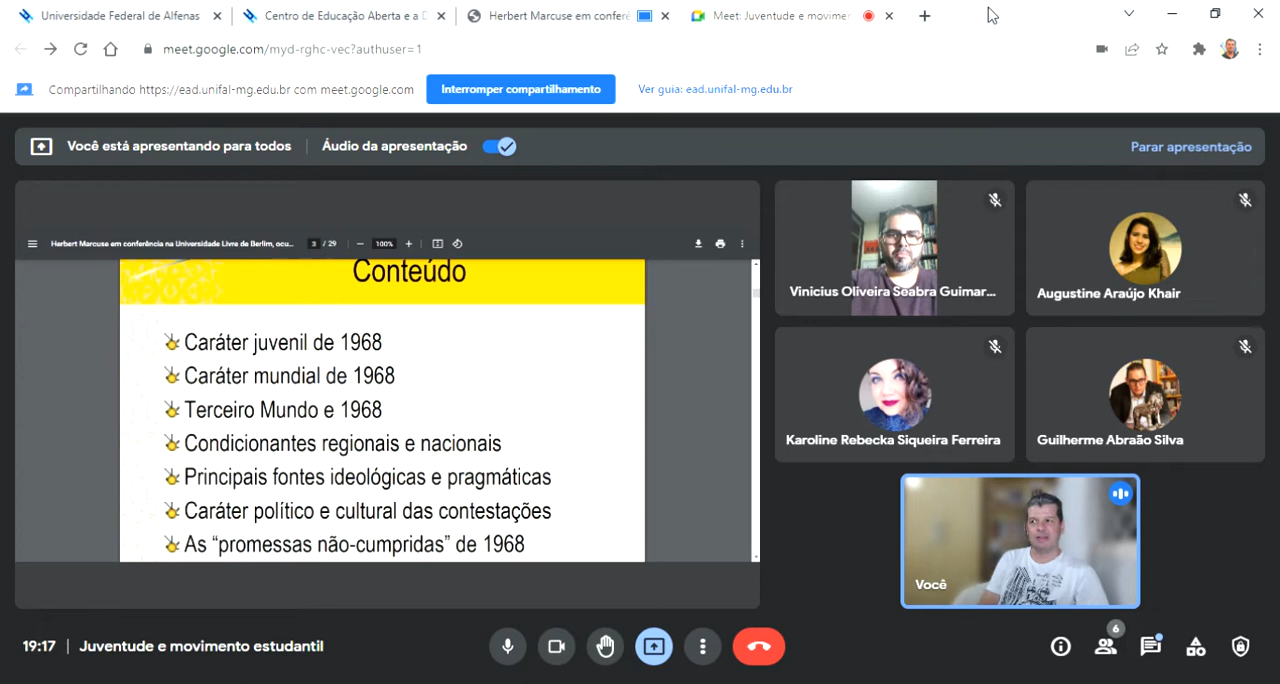 Universidade Federal de Alfenas
Centro de Educação Aberta e a D
Herbert Marcuse em conferê
Meet: Juventude e movimen
meet.google.com/myd-rghc-vec?authuser=1
Compartilhando https://ead.unifal-mg.edu.br com meet.google.com
Interromper compartilhamento
Ver guia: ead.unifal-mg.edu.br
Você está apresentando para todos
Áudio da apresentação
Parar apresentação
Herbert Marcuse em conferência na Universidade Livre de Berlim, ocu...
3 / 29
100%
Conteúdo
Caráter juvenil de 1968
Caráter mundial de 1968
Terceiro Mundo e 1968
Condicionantes regionais e nacionais
Principais fontes ideológicas e pragmáticas
Caráter político e cultural das contestações
As “promessas não-cumpridas” de 1968
Vinicius Oliveira Seabra Guimar...
Augustine Araújo Khair
Karoline Rebecka Siqueira Ferreira
Guilherme Abraão Silva
Você
19:17 | Juventude e movimento estudantil
6